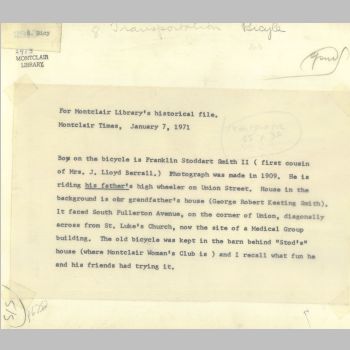 8 Transportation Bicycle
Bicy
1975
MONTCLAIR
LIBRARY.
For Montclair Library's historical file.
Montclair Times, January 7, 1971
Boy on the bicycle is Franklin Stoddart Smith II ( first cousin
of Mrs. J. Lloyd Berrall.) Photograph was made in 1909. He is
riding his father's high wheeler on Union Street. House in the
background is our grandfather's house (George Robert Keating Smith).
It faced South Fullerton Avenue, on the corner of Union, diagonally
across from St. Luke's Church, now the site of a Medical Group
building. The old bicycle was kept in the barn behind "Stod's"
house (where Montclair Woman's Club is ) and I recall what fun he
and his friends had trying it.